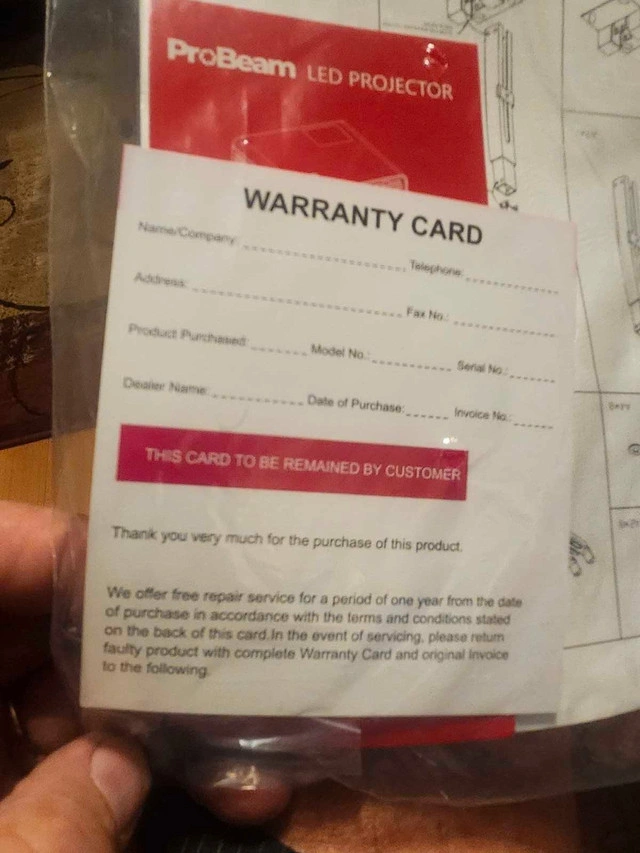 ProBeam LED PROJECTOR
WARRANTY CARD
Name/Company:
Telephone:
Address:
Fax No.:
Product Purchased:
Model No.:
Serial No.:
Dealer Name:
Date of Purchase:
Invoice No.:
THIS CARD TO BE REMAINED BY CUSTOMER
Thank you very much for the purchase of this product.
We offer free repair service for a period of one year from the date
of purchase in accordance with the terms and conditions stated
on the back of this card.In the event of servicing, please return
faulty product with complete Warranty Card and original Invoice
to the following.